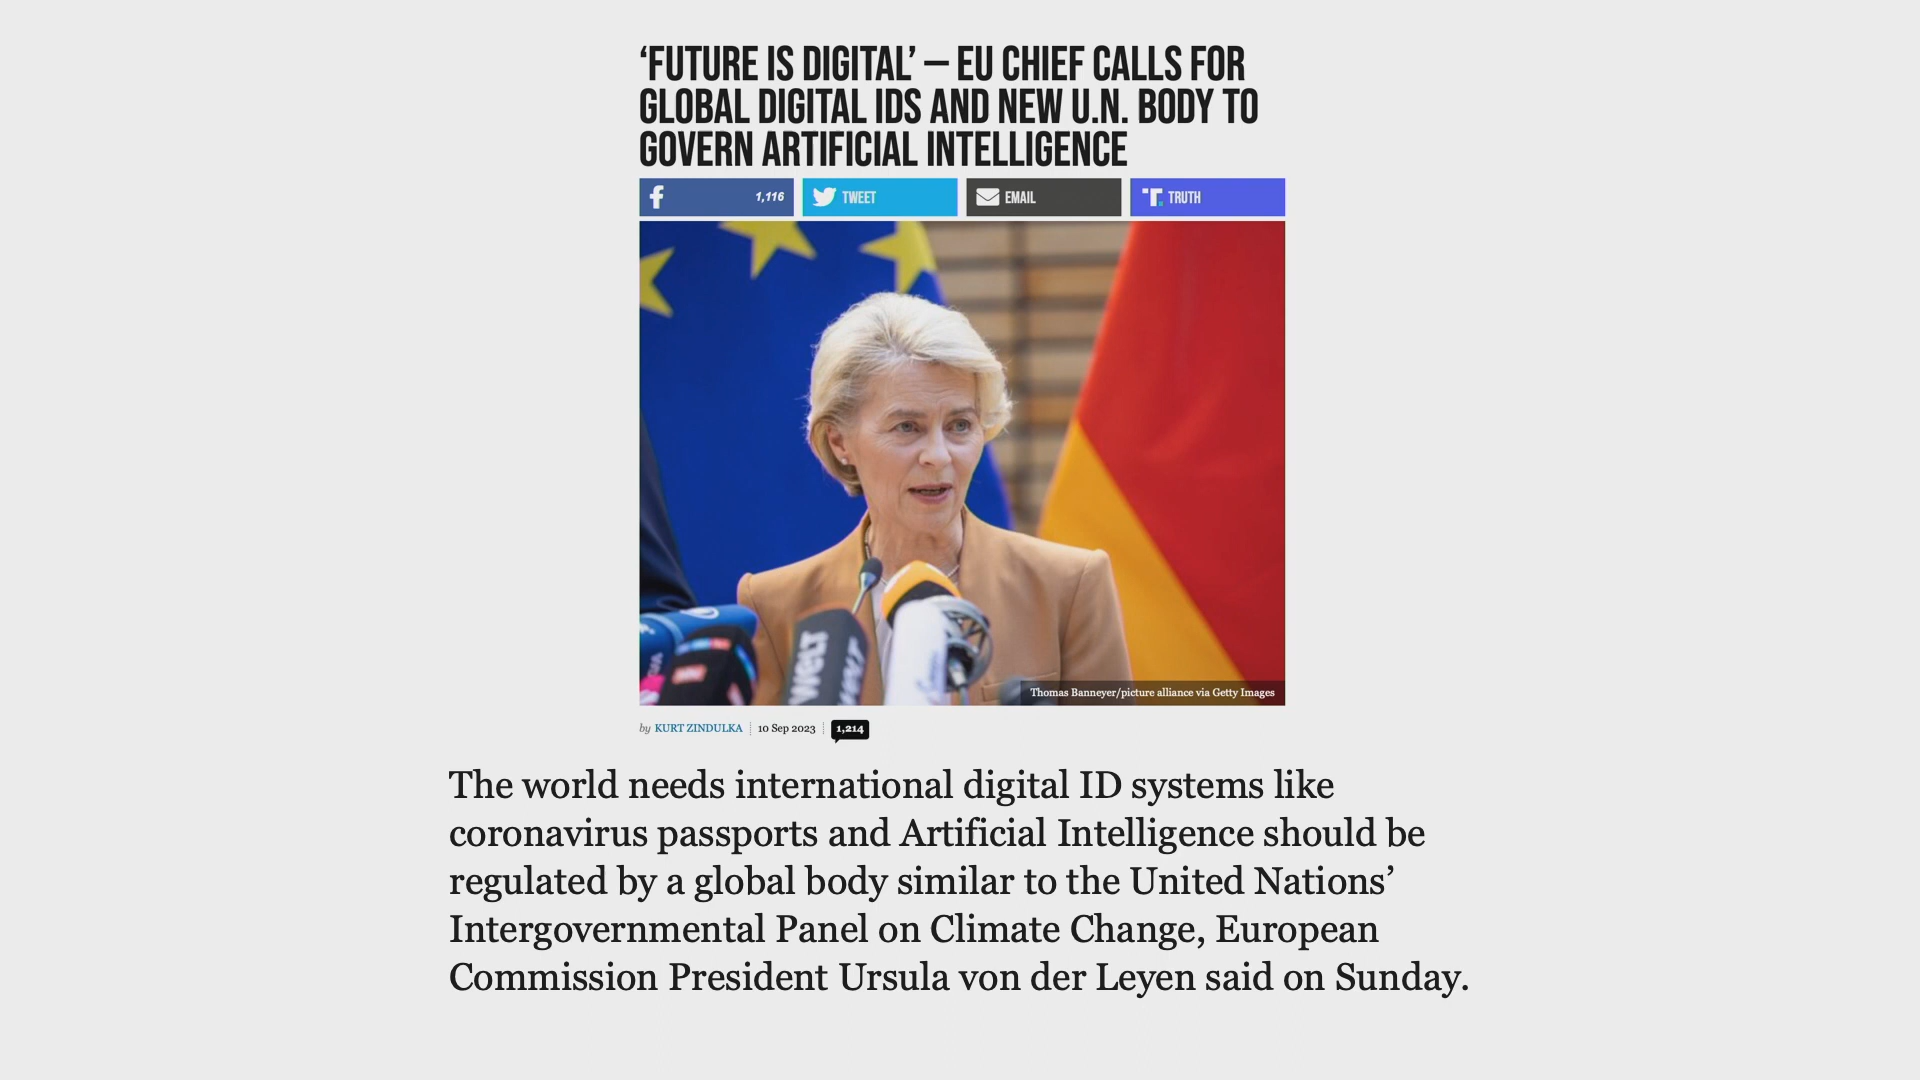 ‘FUTURE IS DIGITAL’ — EU CHIEF CALLS FOR
GLOBAL DIGITAL IDS AND NEW U.N. BODY TO
GOVERN ARTIFICIAL INTELLIGENCE
1,116
TWEET
EMAIL
TRUTH
welt
Thomas Banneyer/picture alliance via Getty Images
by KURT ZINDULKA 10 Sep 2023 1,214
The world needs international digital ID systems like
coronavirus passports and Artificial Intelligence should be
regulated by a global body similar to the United Nations’
Intergovernmental Panel on Climate Change, European
Commission President Ursula von der Leyen said on Sunday.